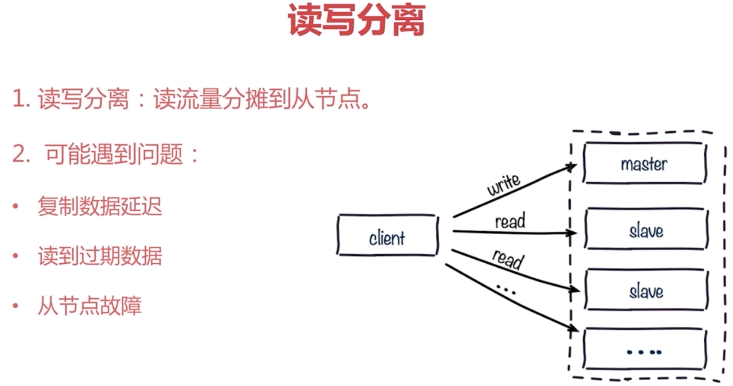 读写分离
1. 读写分离：读流量分摊到从节点。
2. 可能遇到问题：
• 复制数据延迟
• 读到过期数据
• 从节点故障
client
write
read
read
...
master
slave
slave
....